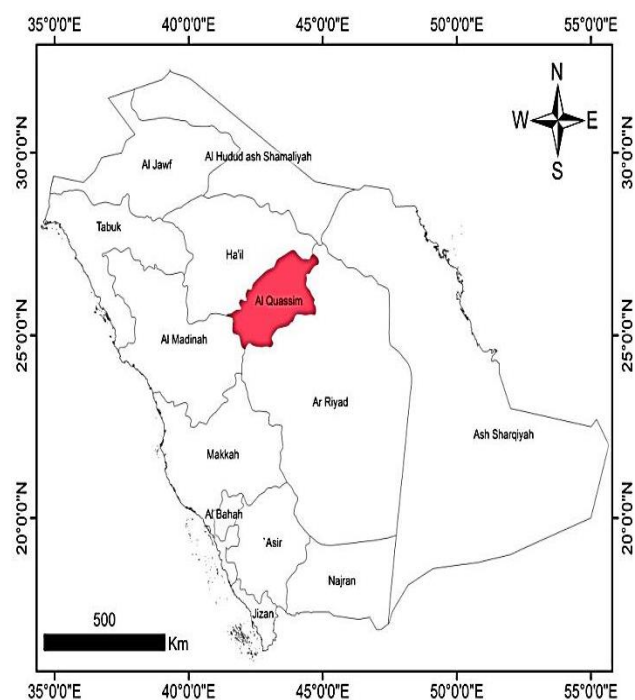 35°0'0"E 40°0'0"E 45°0'0"E 50°0'0"E 55°0'0"E
N
W E
S
30°0'0"N 30°0'0"N
Al Hudud ash Shamaliyah
Al Jawf
Tabuk
Ha'il
Al Quassim
25°0'0"N 25°0'0"N
Al Madinah
Ar Riyad
Ash Sharqiyah
Makkah
Al Bahah
20°0'0"N 20°0'0"N
'Asir
Najran
Jizan
500
Km
35°0'0"E 40°0'0"E 45°0'0"E 50°0'0"E 55°0'0"E